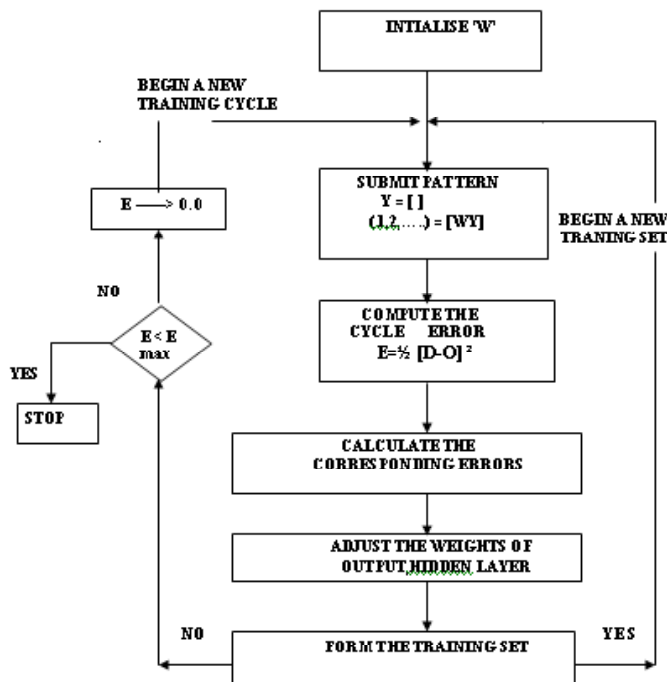 INTIALISE 'W'
BEGIN A NEW
TRAINING CYCLE
SUBMIT PATTERN
Y = [ ]
(1,2,....) = [WY]
E ——> 0.0
BEGIN A NEW
TRANING SET
NO
COMPUTE THE
CYCLE ERROR
E=½ [D-O] ²
E < E
max
YES
STOP
CALCULATE THE
CORRESPONDING ERRORS
ADJUST THE WEIGHTS OF
OUTPUT,HIDDEN LAYER
NO
FORM THE TRAINING SET
YES